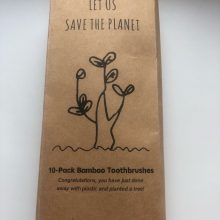 LET US
SAVE THE PLANET
10-Pack Bamboo Toothbrushes
Congratulations, you have just done
away with plastic and planted a tree!